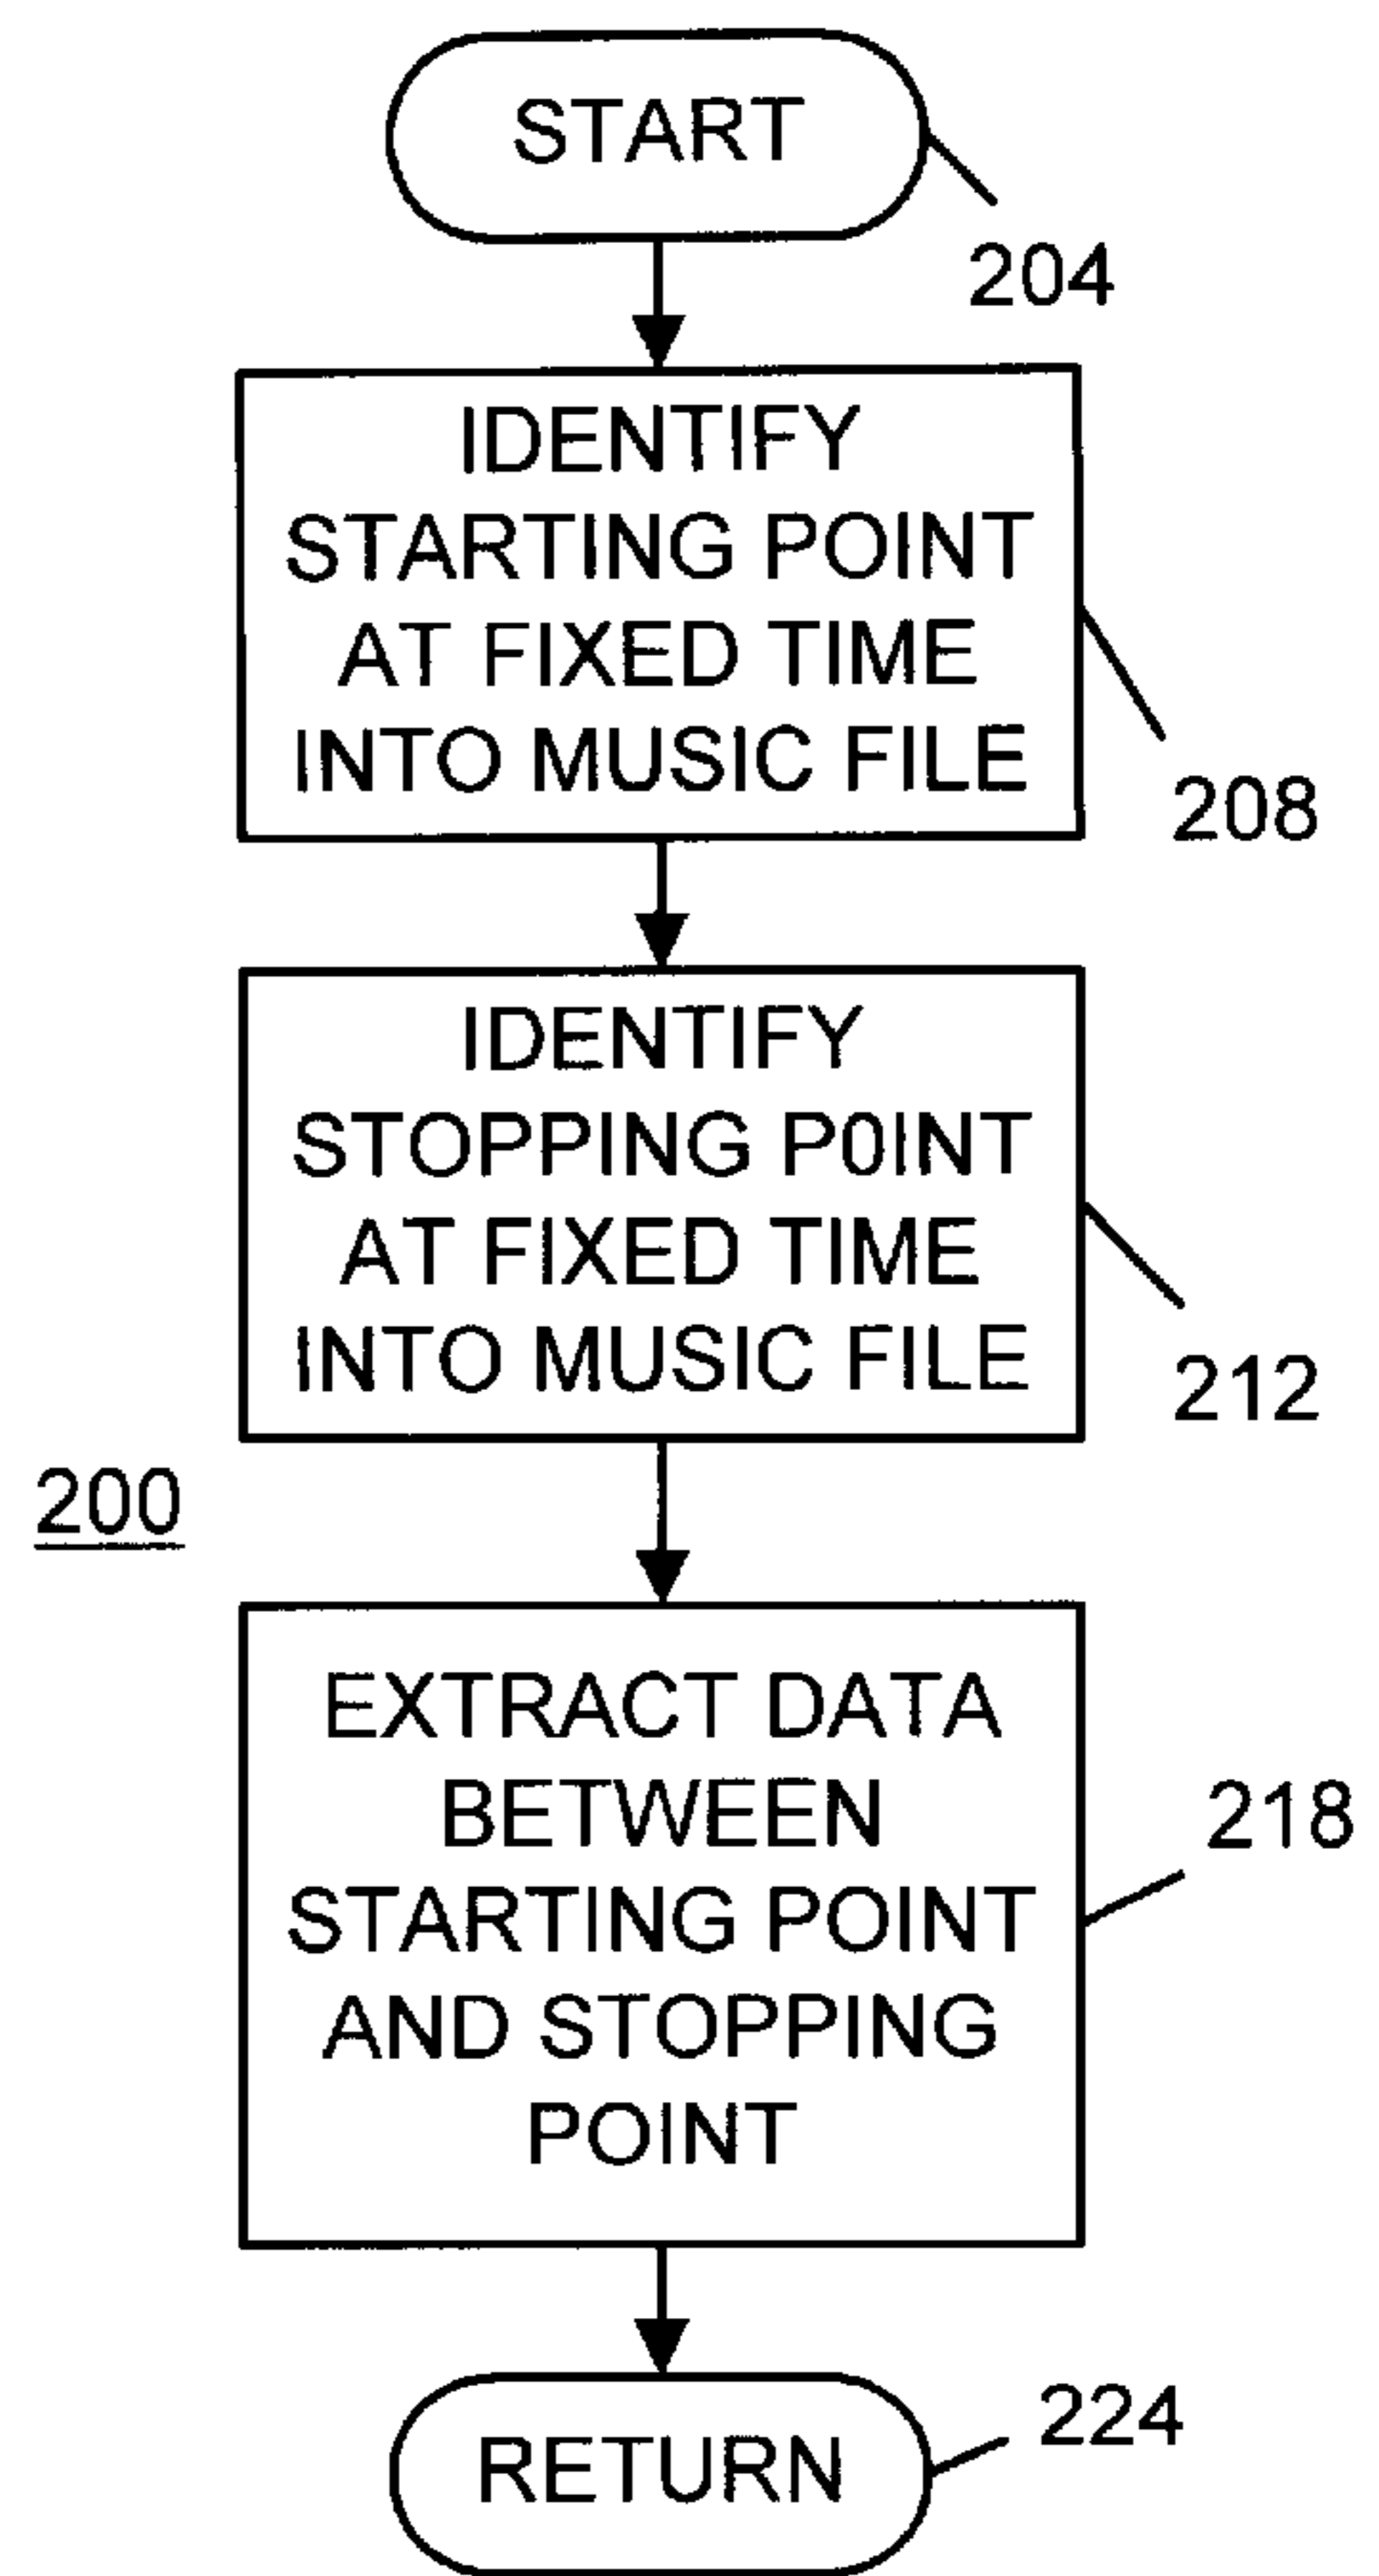 START
204
IDENTIFY
STARTING POINT
AT FIXED TIME
INTO MUSIC FILE
208
IDENTIFY
STOPPING P0INT
AT FIXED TIME
INTO MUSIC FILE
212
200
EXTRACT DATA
BETWEEN
STARTING POINT
AND STOPPING
POINT
218
RETURN
224